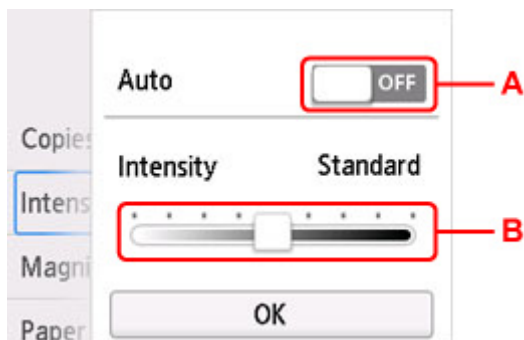 Auto OFF A
Copies
Intensity Standard
Intens
B
Magni
OK
Paper